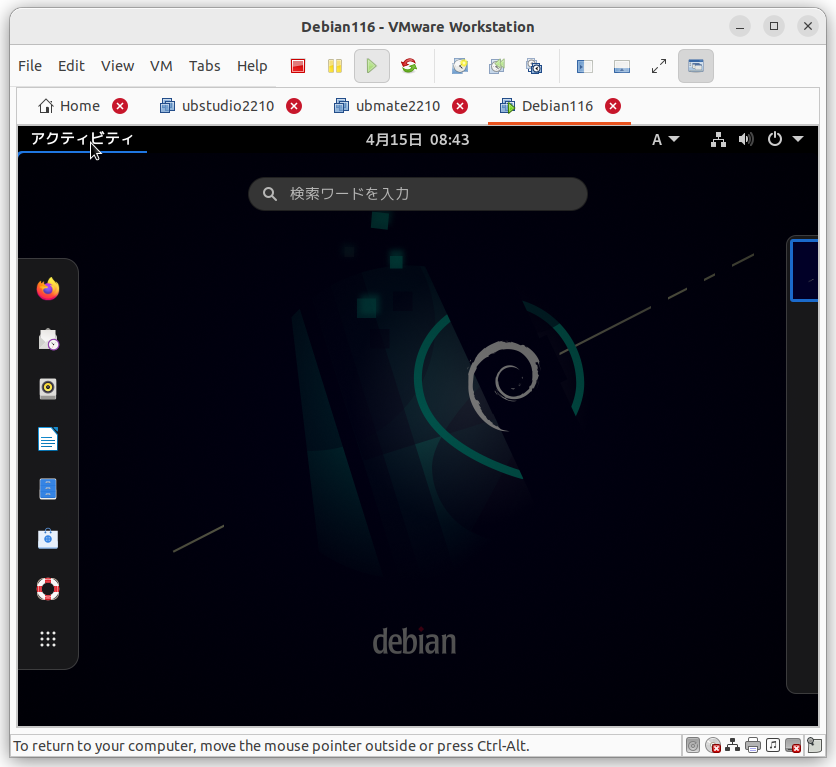 Debian116 - VMware Workstation
File Edit View VM Tabs Help
Home ubstudio2210 ubmate2210 Debian116
アクティビティ 4月15日 08:43 A
検索ワードを入力
debian
To return to your computer, move the mouse pointer outside or press Ctrl-Alt.